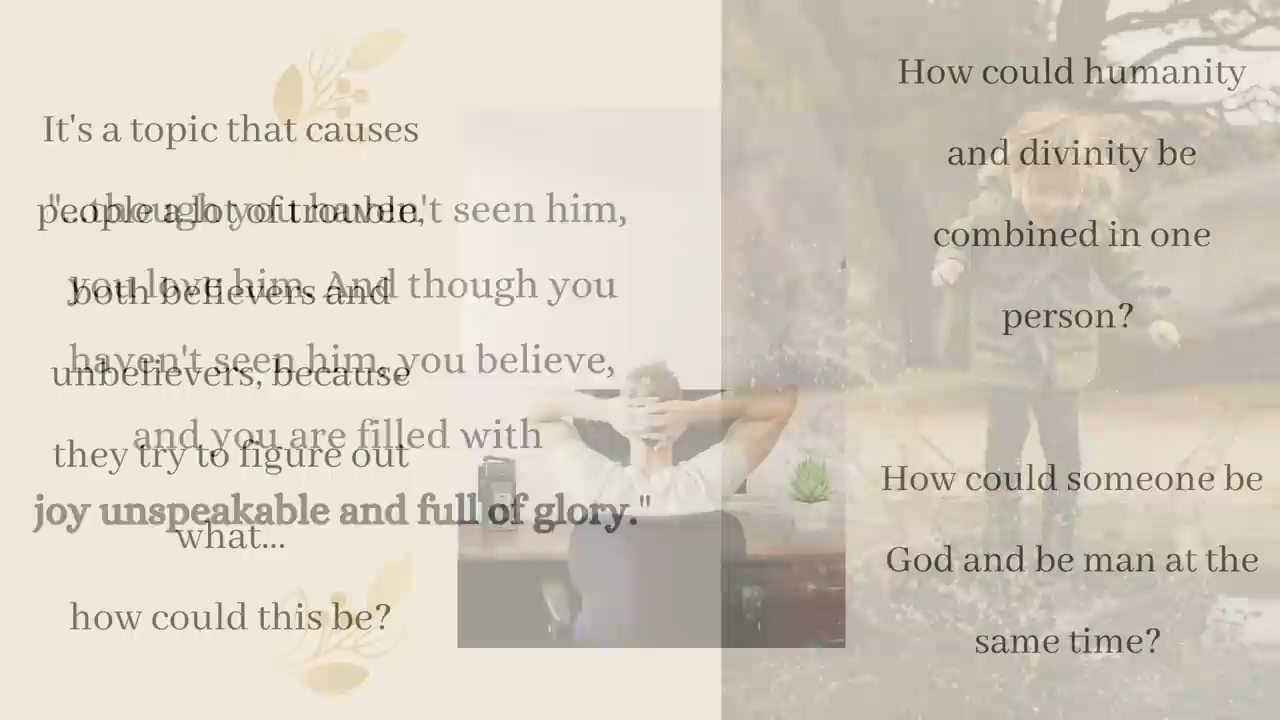 It's a topic that causes
people a lot of trouble,
both believers and
unbelievers, because
they try to figure out
what...
how could this be?
"...though you haven't seen him,
you love him. And though you
haven't seen him, you believe,
and you are filled with
joy unspeakable and full of glory."
How could humanity
and divinity be
combined in one
person?
How could someone be
God and be man at the
same time?